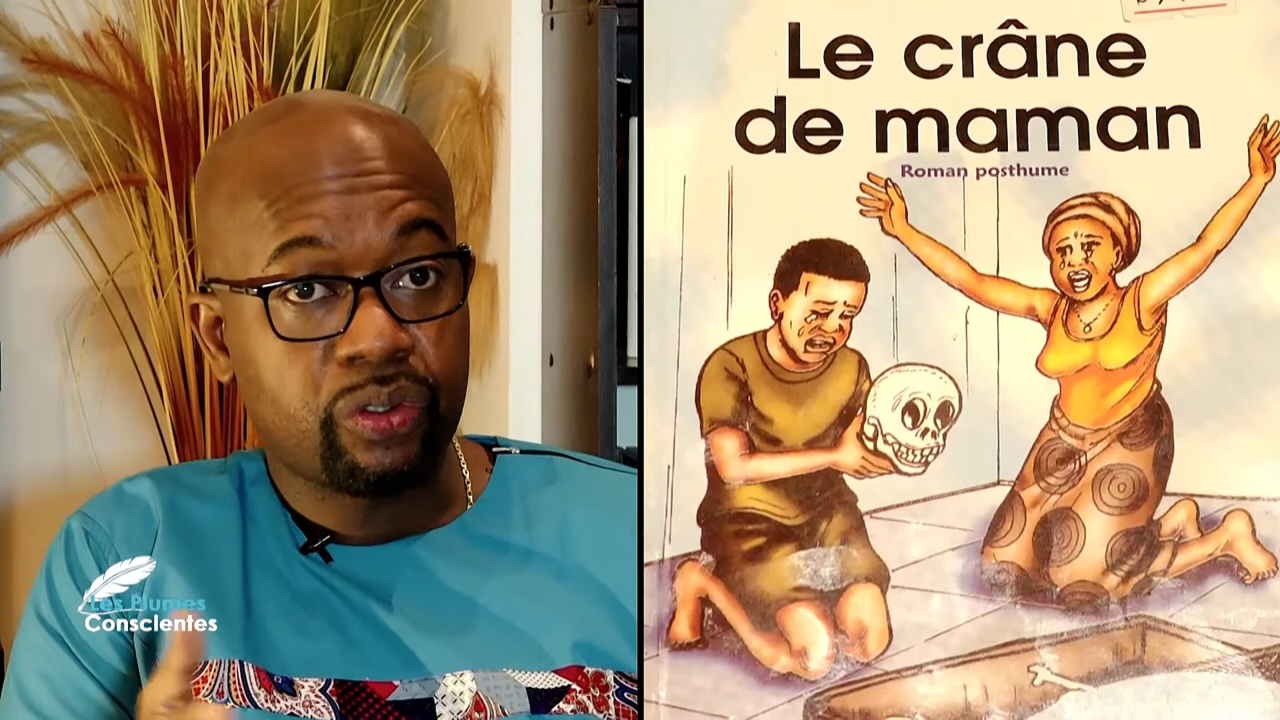 Les Plumes
Conscientes
Le crâne
de maman
Roman posthume